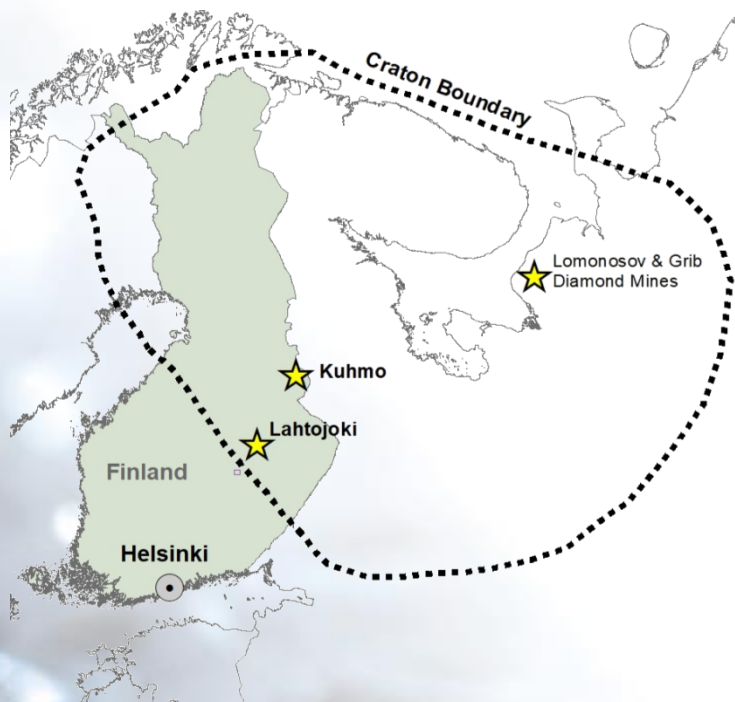 Craton Boundary
Lomonosov & Grib
Diamond Mines
Kuhmo
Lahtojoki
Finland
Helsinki